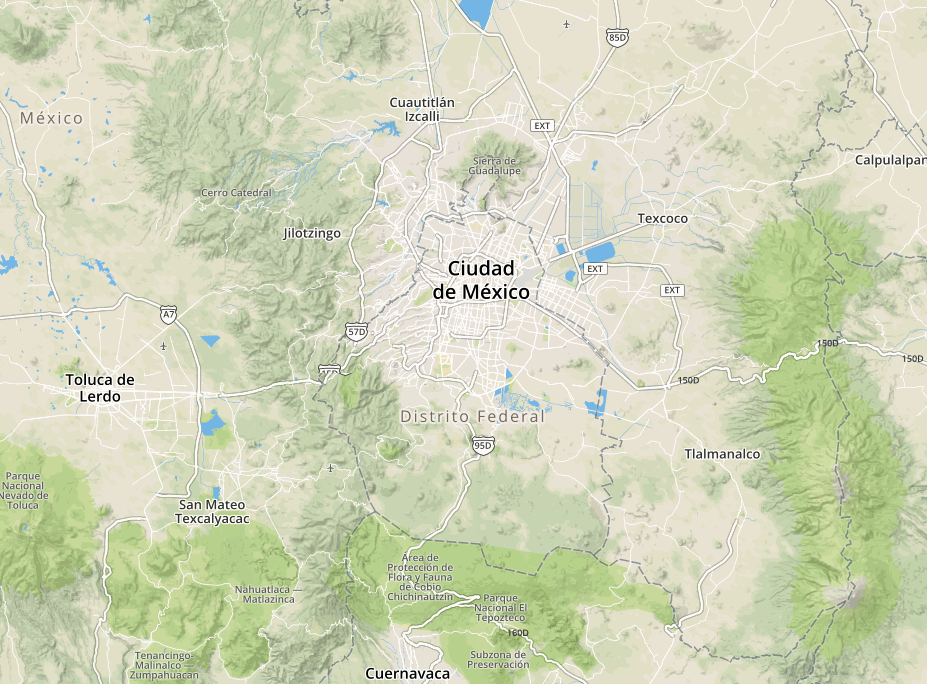 85D
Cuautitlán
Izcalli
México
EXT
Sierra de
Guadalupe
Calpulalpan
Cerro Catedral
Jilotzingo
Texcoco
Ciudad
de México
EXT
EXT
A7
57D
150D
150D
150D
Toluca de
Lerdo
Distrito Federal
95D
Tlalmanalco
Parque
Nacional
Nevado de
Toluca
San Mateo
Texcalyacac
Área de
Protección de
Flora y Fauna
de Cobio
Chichinautzin
Nahuatlaca —
Matlazinca
Parque
Nacional El
Tepozteco
160D
Tenancingo-
Malinalco —
Zumpahuacan
Subzona de
Preservación
Cuernavaca